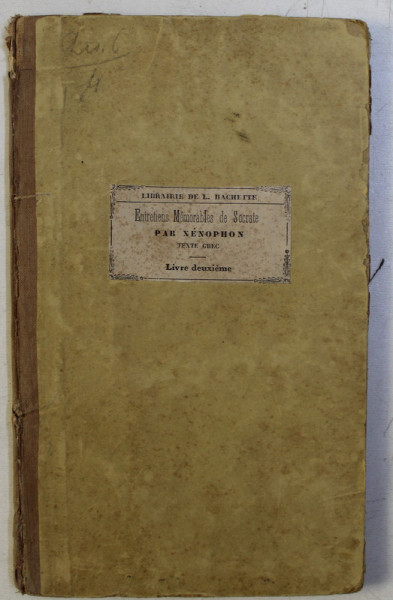 LIBRAIRIE DE L. HACHETTE
Entretiens Mémorables de Socrate
PAR XÉNOPHON
TEXTE GREC
Livre deuxième